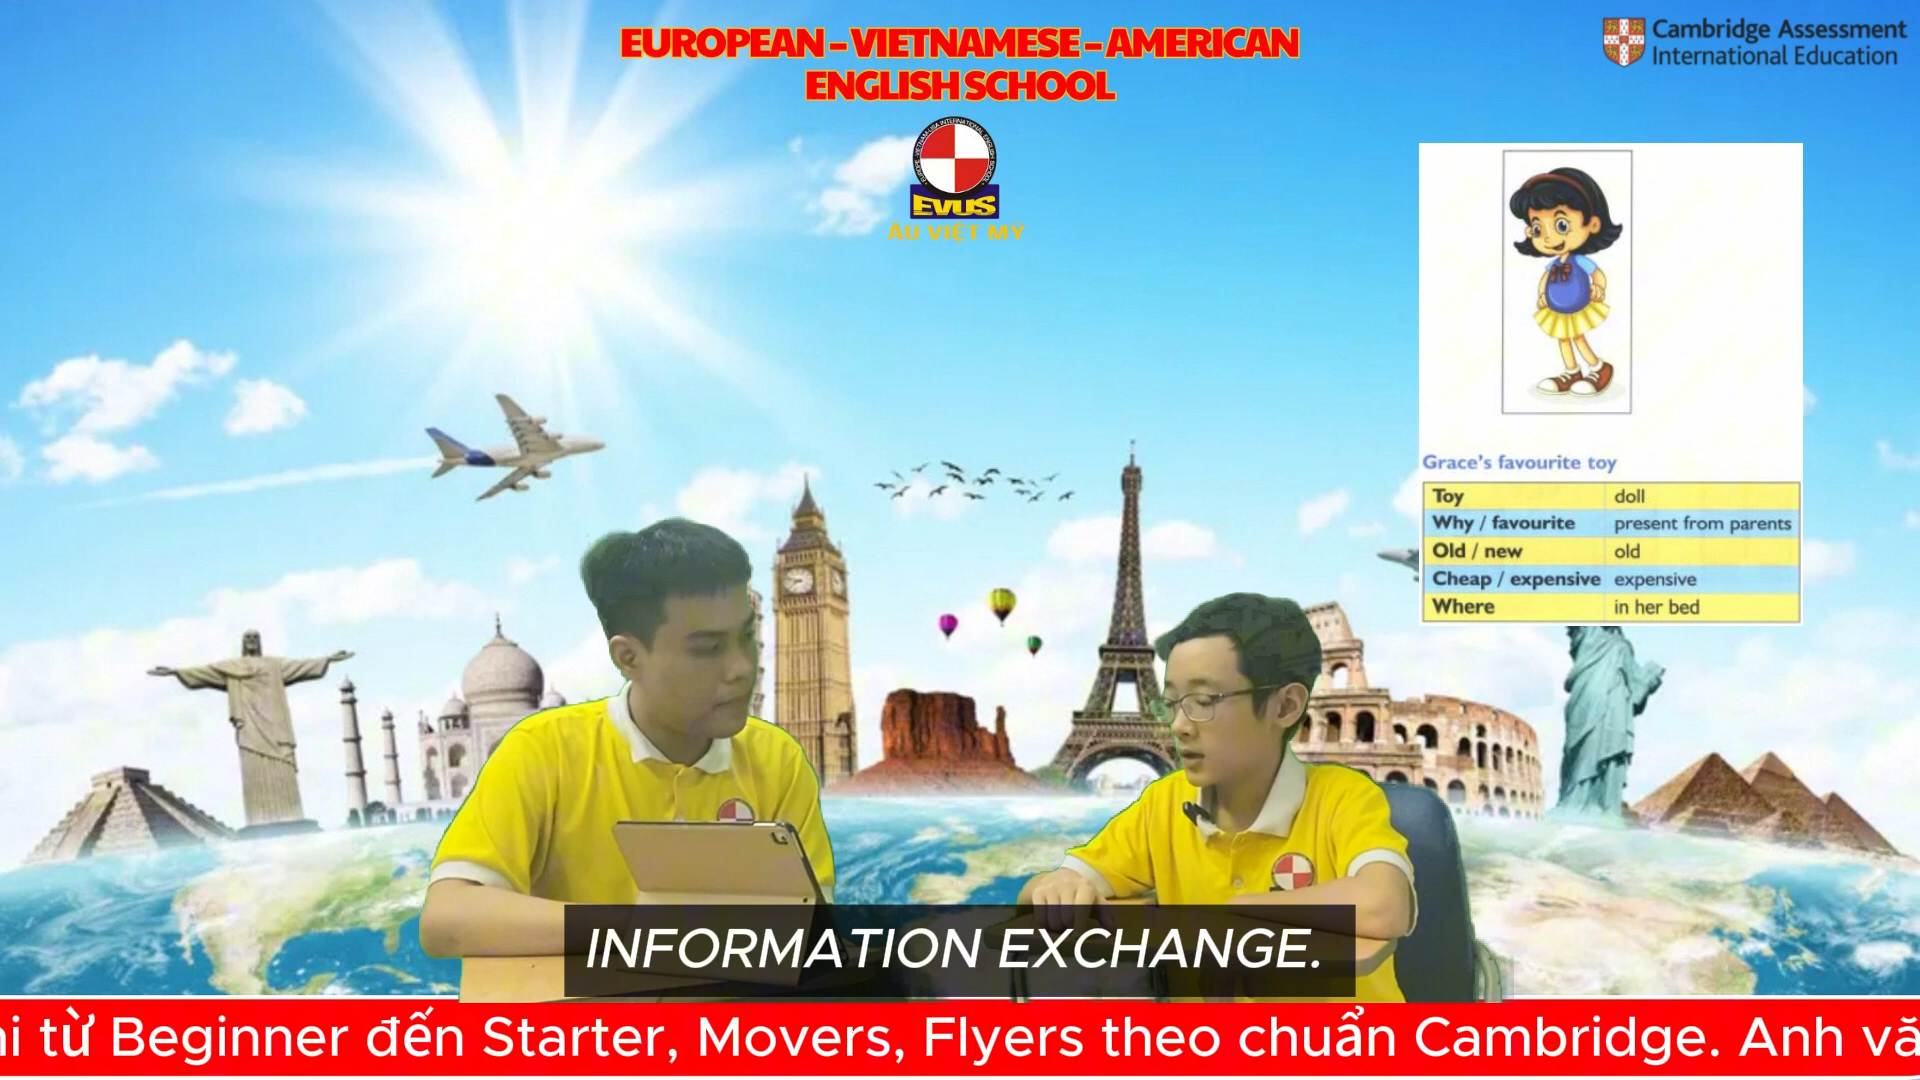 EUROPEAN – VIETNAMESE – AMERICAN
ENGLISH SCHOOL
Cambridge Assessment
International Education
EVUS
ÂU VIỆT MỸ
Grace's favourite toy
Toy doll
Why / favourite present from parents
Old / new old
Cheap / expensive expensive
Where in her bed
INFORMATION EXCHANGE.
từ Beginner đến Starter, Movers, Flyers theo chuẩn Cambridge. Anh